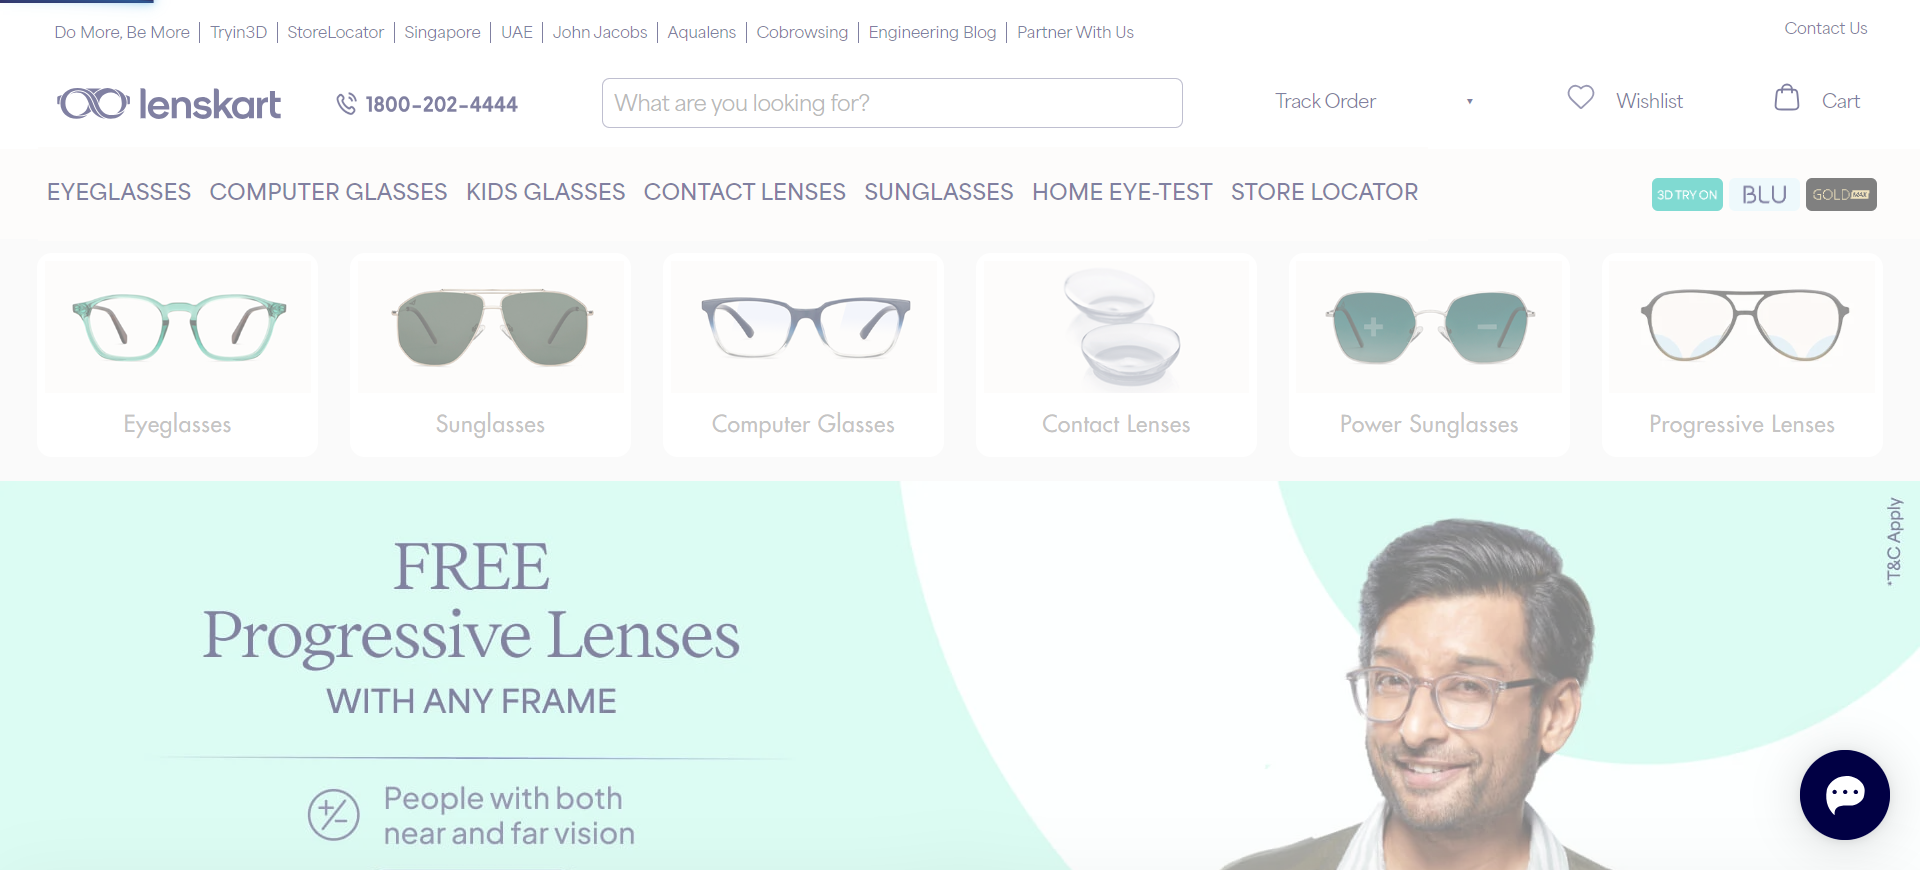 Do More, Be More Tryin3D StoreLocator Singapore UAE John Jacobs Aqualens Cobrowsing Engineering Blog Partner With Us Contact Us
lenskart 1800-202-4444 What are you looking for? Track Order Wishlist Cart
EYEGLASSES COMPUTER GLASSES KIDS GLASSES CONTACT LENSES SUNGLASSES HOME EYE-TEST STORE LOCATOR 3D TRY ON BLU GOLD MAX
Eyeglasses Sunglasses Computer Glasses Contact Lenses Power Sunglasses Progressive Lenses
*T&C Apply
FREE
Progressive Lenses
WITH ANY FRAME
People with both
near and far vision